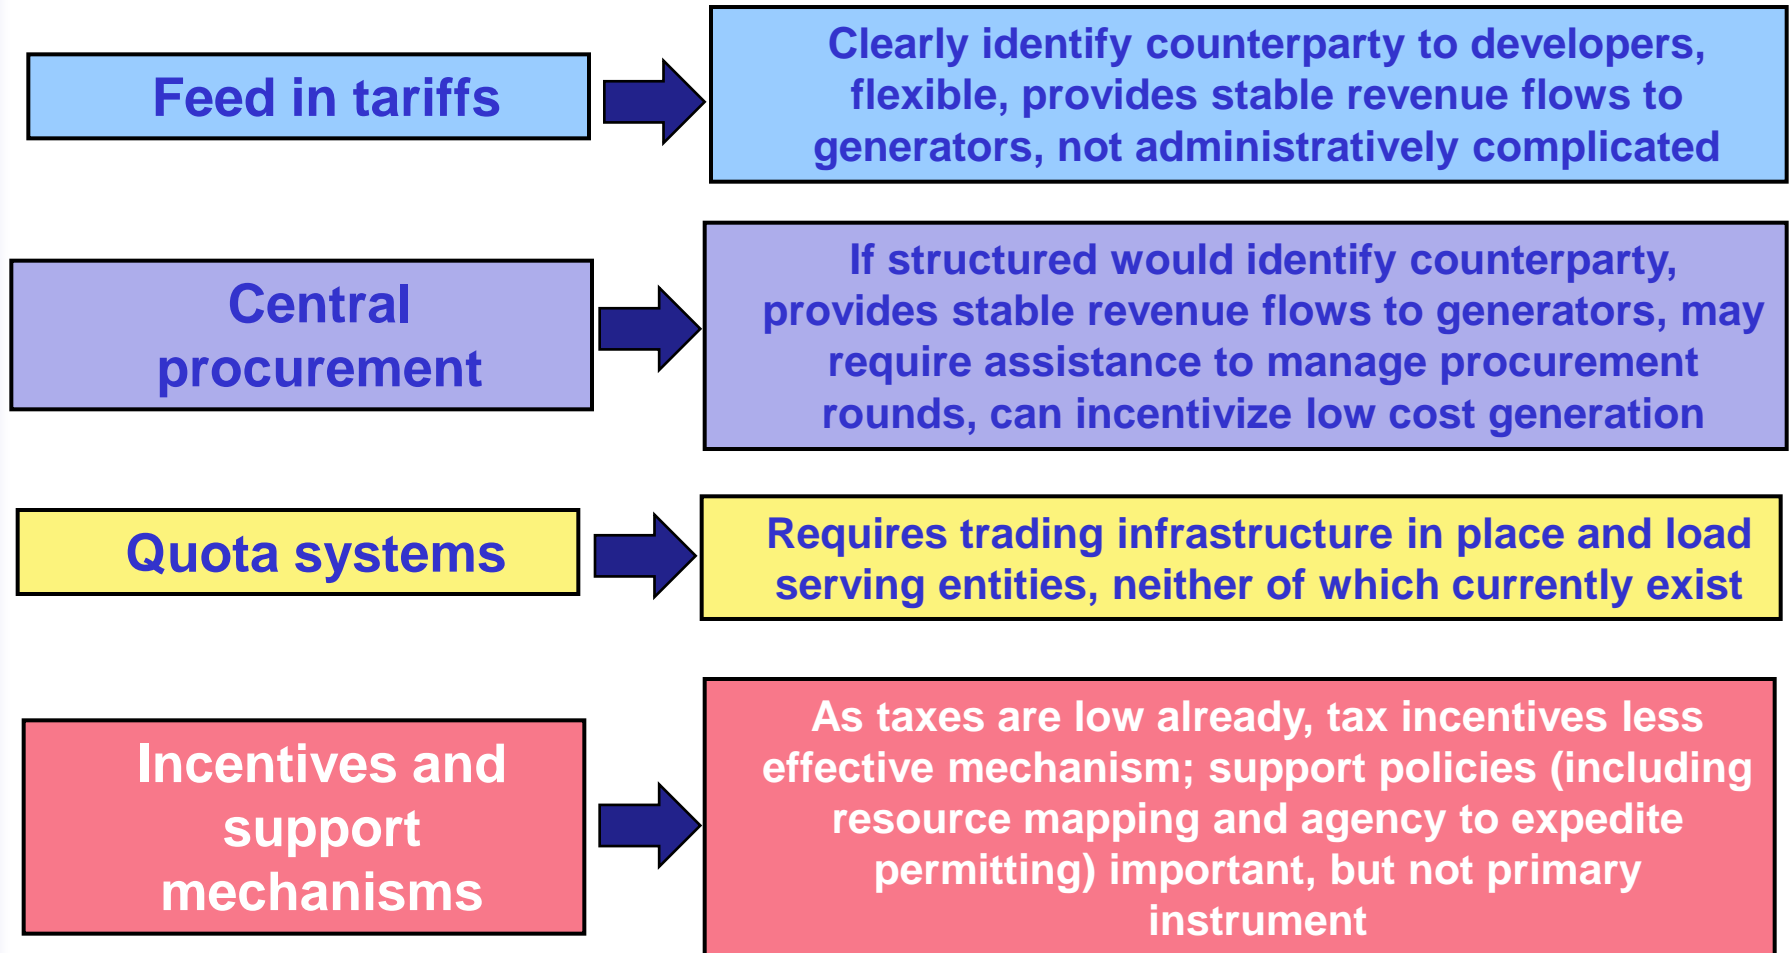 Feed in tariffs
Clearly identify counterparty to developers,
flexible, provides stable revenue flows to
generators, not administratively complicated
Central
procurement
If structured would identify counterparty,
provides stable revenue flows to generators, may
require assistance to manage procurement
rounds, can incentivize low cost generation
Quota systems
Requires trading infrastructure in place and load
serving entities, neither of which currently exist
Incentives and
support
mechanisms
As taxes are low already, tax incentives less
effective mechanism; support policies (including
resource mapping and agency to expedite
permitting) important, but not primary
instrument